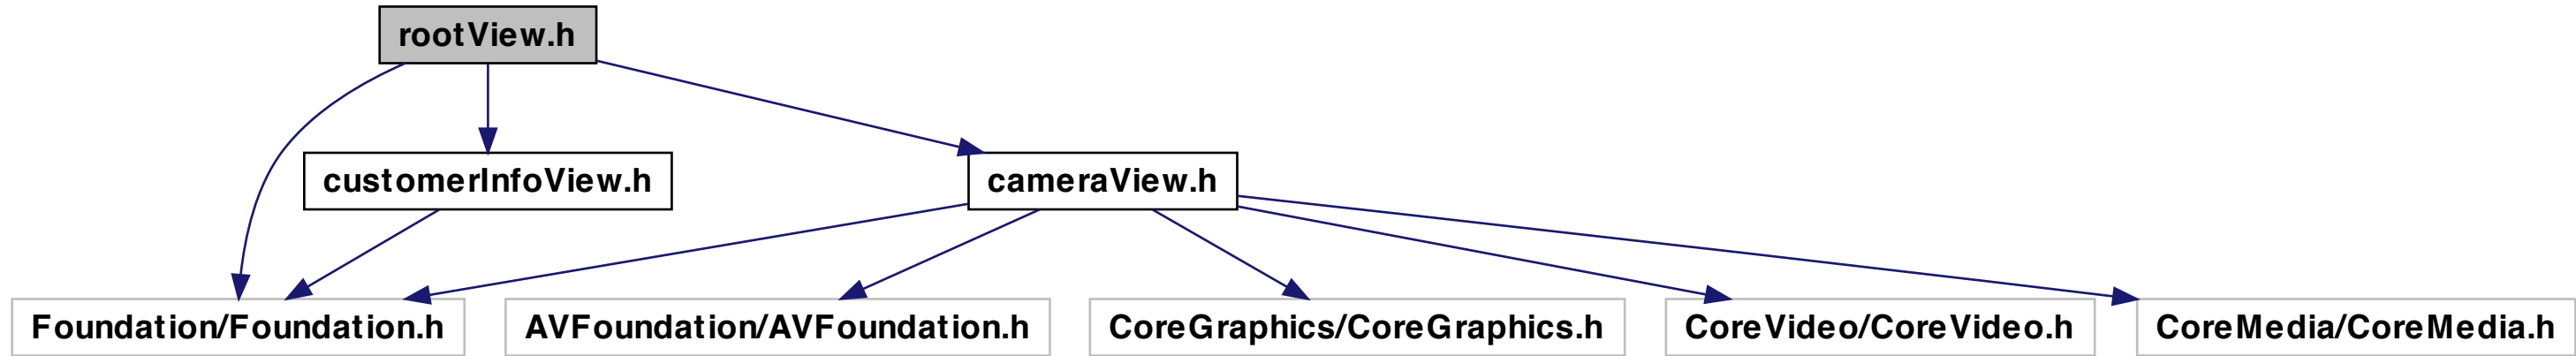 rootView.h
customerInfoView.h
cameraView.h
Foundation/Foundation.h
AVFoundation/AVFoundation.h
CoreGraphics/CoreGraphics.h
CoreVideo/CoreVideo.h
CoreMedia/CoreMedia.h